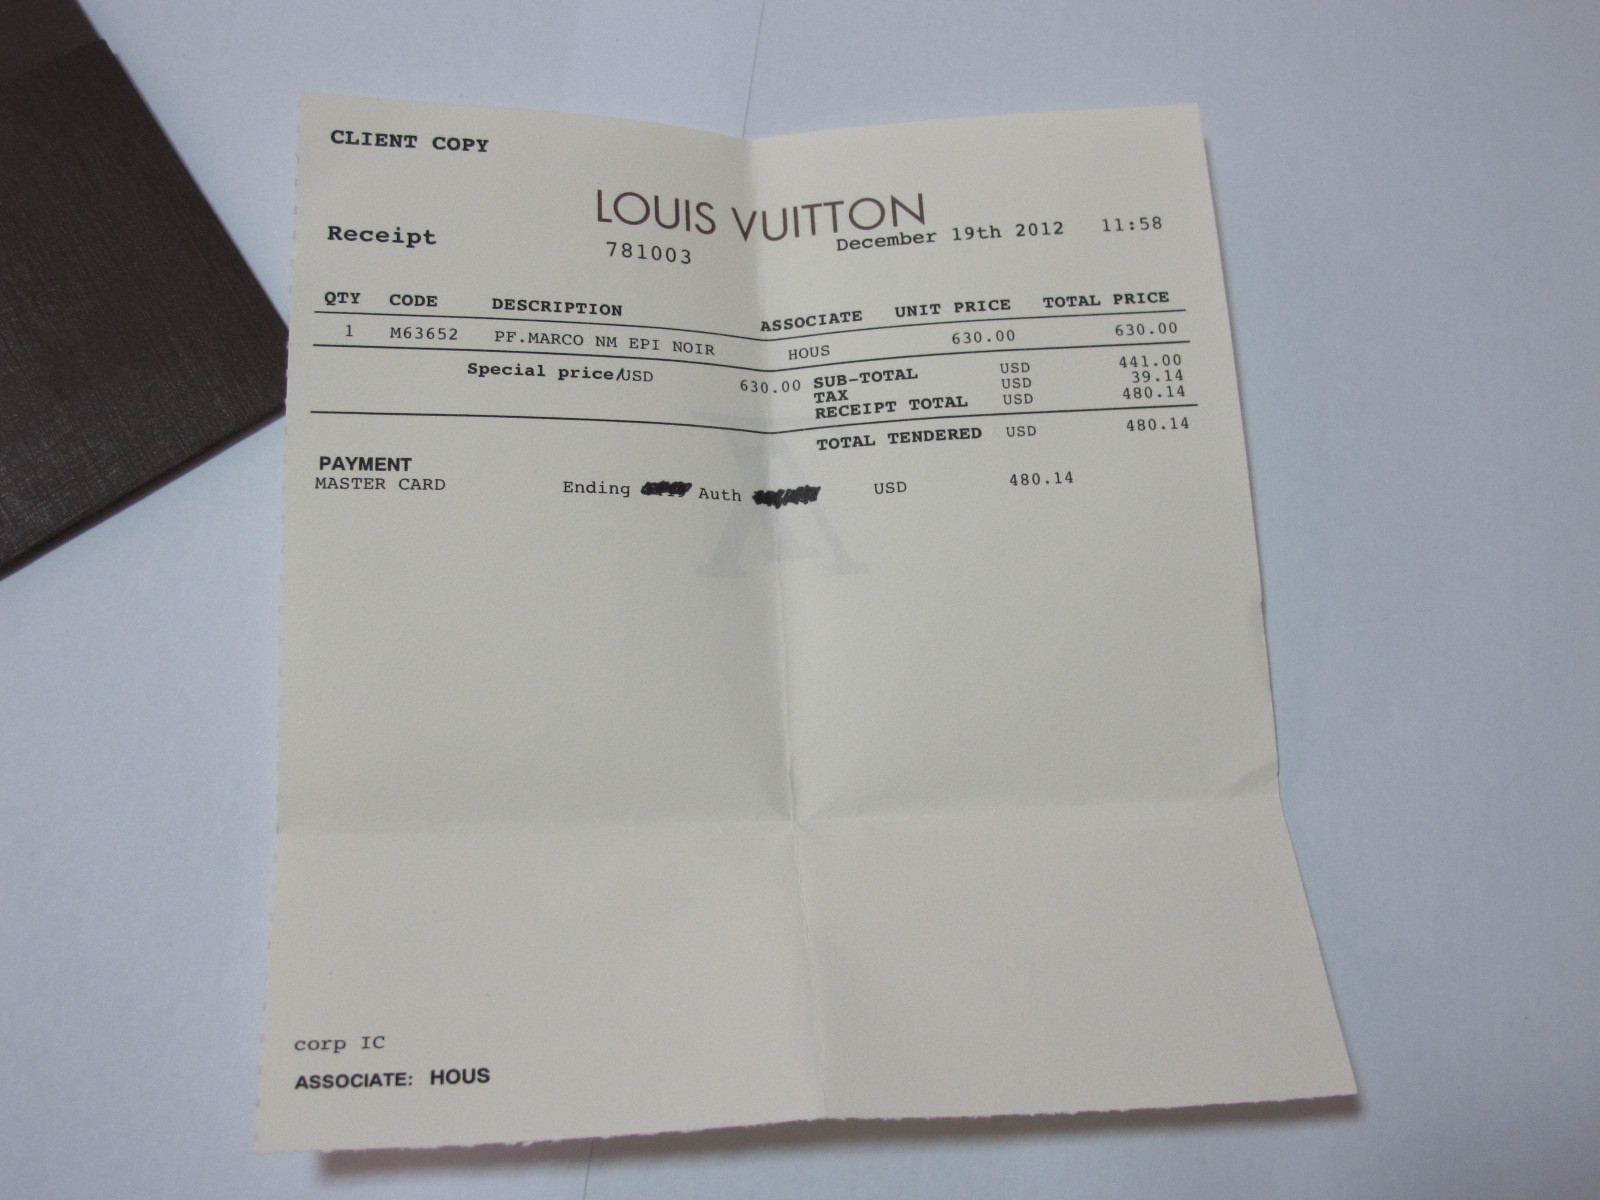 CLIENT COPY
LOUIS VUITTON
Receipt 781003 December 19th 2012 11:58
QTY CODE DESCRIPTION ASSOCIATE UNIT PRICE TOTAL PRICE
1 M63652 PF.MARCO NM EPI NOIR HOUS 630.00 630.00
Special price/USD 630.00 SUB-TOTAL USD 441.00
TAX USD 39.14
RECEIPT TOTAL USD 480.14
TOTAL TENDERED USD 480.14
PAYMENT
MASTER CARD Ending Auth USD 480.14
corp IC
ASSOCIATE: HOUS